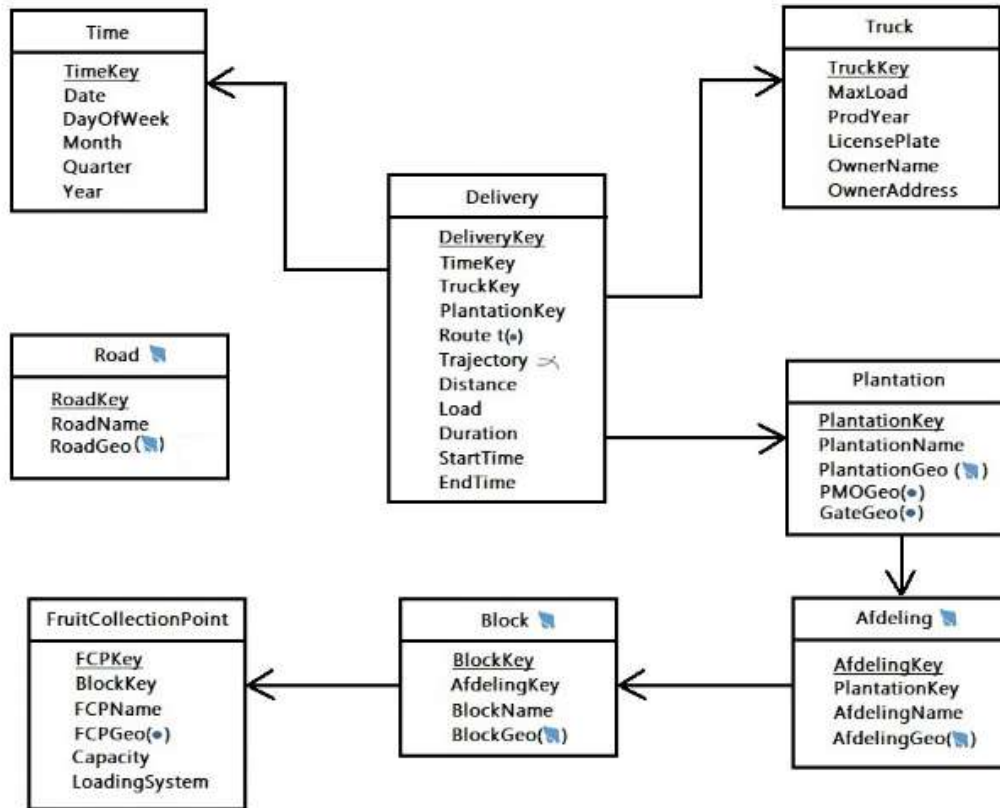 Time
TimeKey
Date
DayOfWeek
Month
Quarter
Year
Truck
TruckKey
MaxLoad
ProdYear
LicensePlate
OwnerName
OwnerAddress
Delivery
DeliveryKey
TimeKey
TruckKey
PlantationKey
Route t(•)
Trajectory
Distance
Load
Duration
StartTime
EndTime
Road
RoadKey
RoadName
RoadGeo( )
Plantation
PlantationKey
PlantationName
PlantationGeo ( )
PMOGeo(•)
GateGeo(•)
FruitCollectionPoint
FCPKey
BlockKey
FCPName
FCPGeo(•)
Capacity
LoadingSystem
Block
BlockKey
AfdelingKey
BlockName
BlockGeo( )
Afdeling
AfdelingKey
PlantationKey
AfdelingName
AfdelingGeo( )